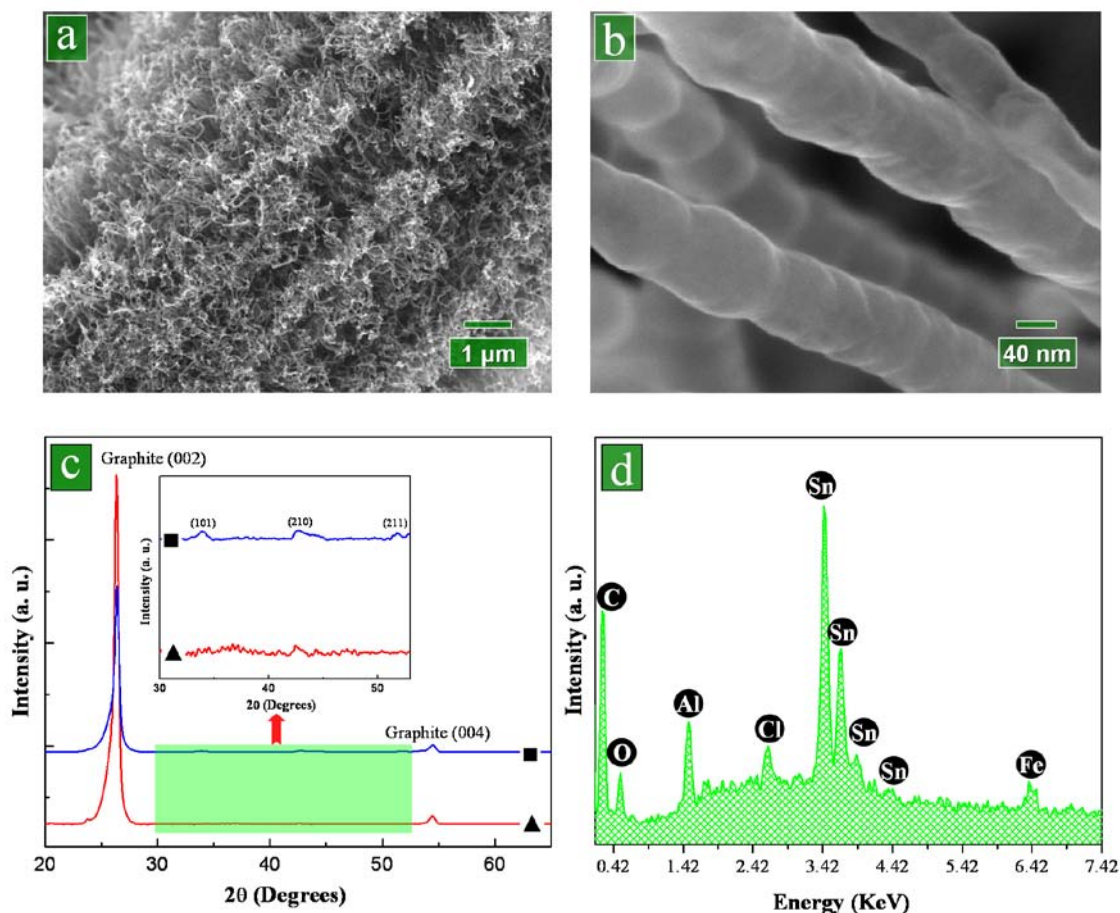 a
1 µm
b
40 nm
c
Graphite (002)
(101)
(210)
(211)
Intensity (a. u.)
30
40
50
2θ (Degrees)
Graphite (004)
Intensity (a. u.)
20
30
40
50
60
2θ (Degrees)
d
Sn
C
Sn
Al
Cl
Sn
O
Sn
Fe
Intensity (a. u.)
0.42
1.42
2.42
3.42
4.42
5.42
6.42
7.42
Energy (KeV)